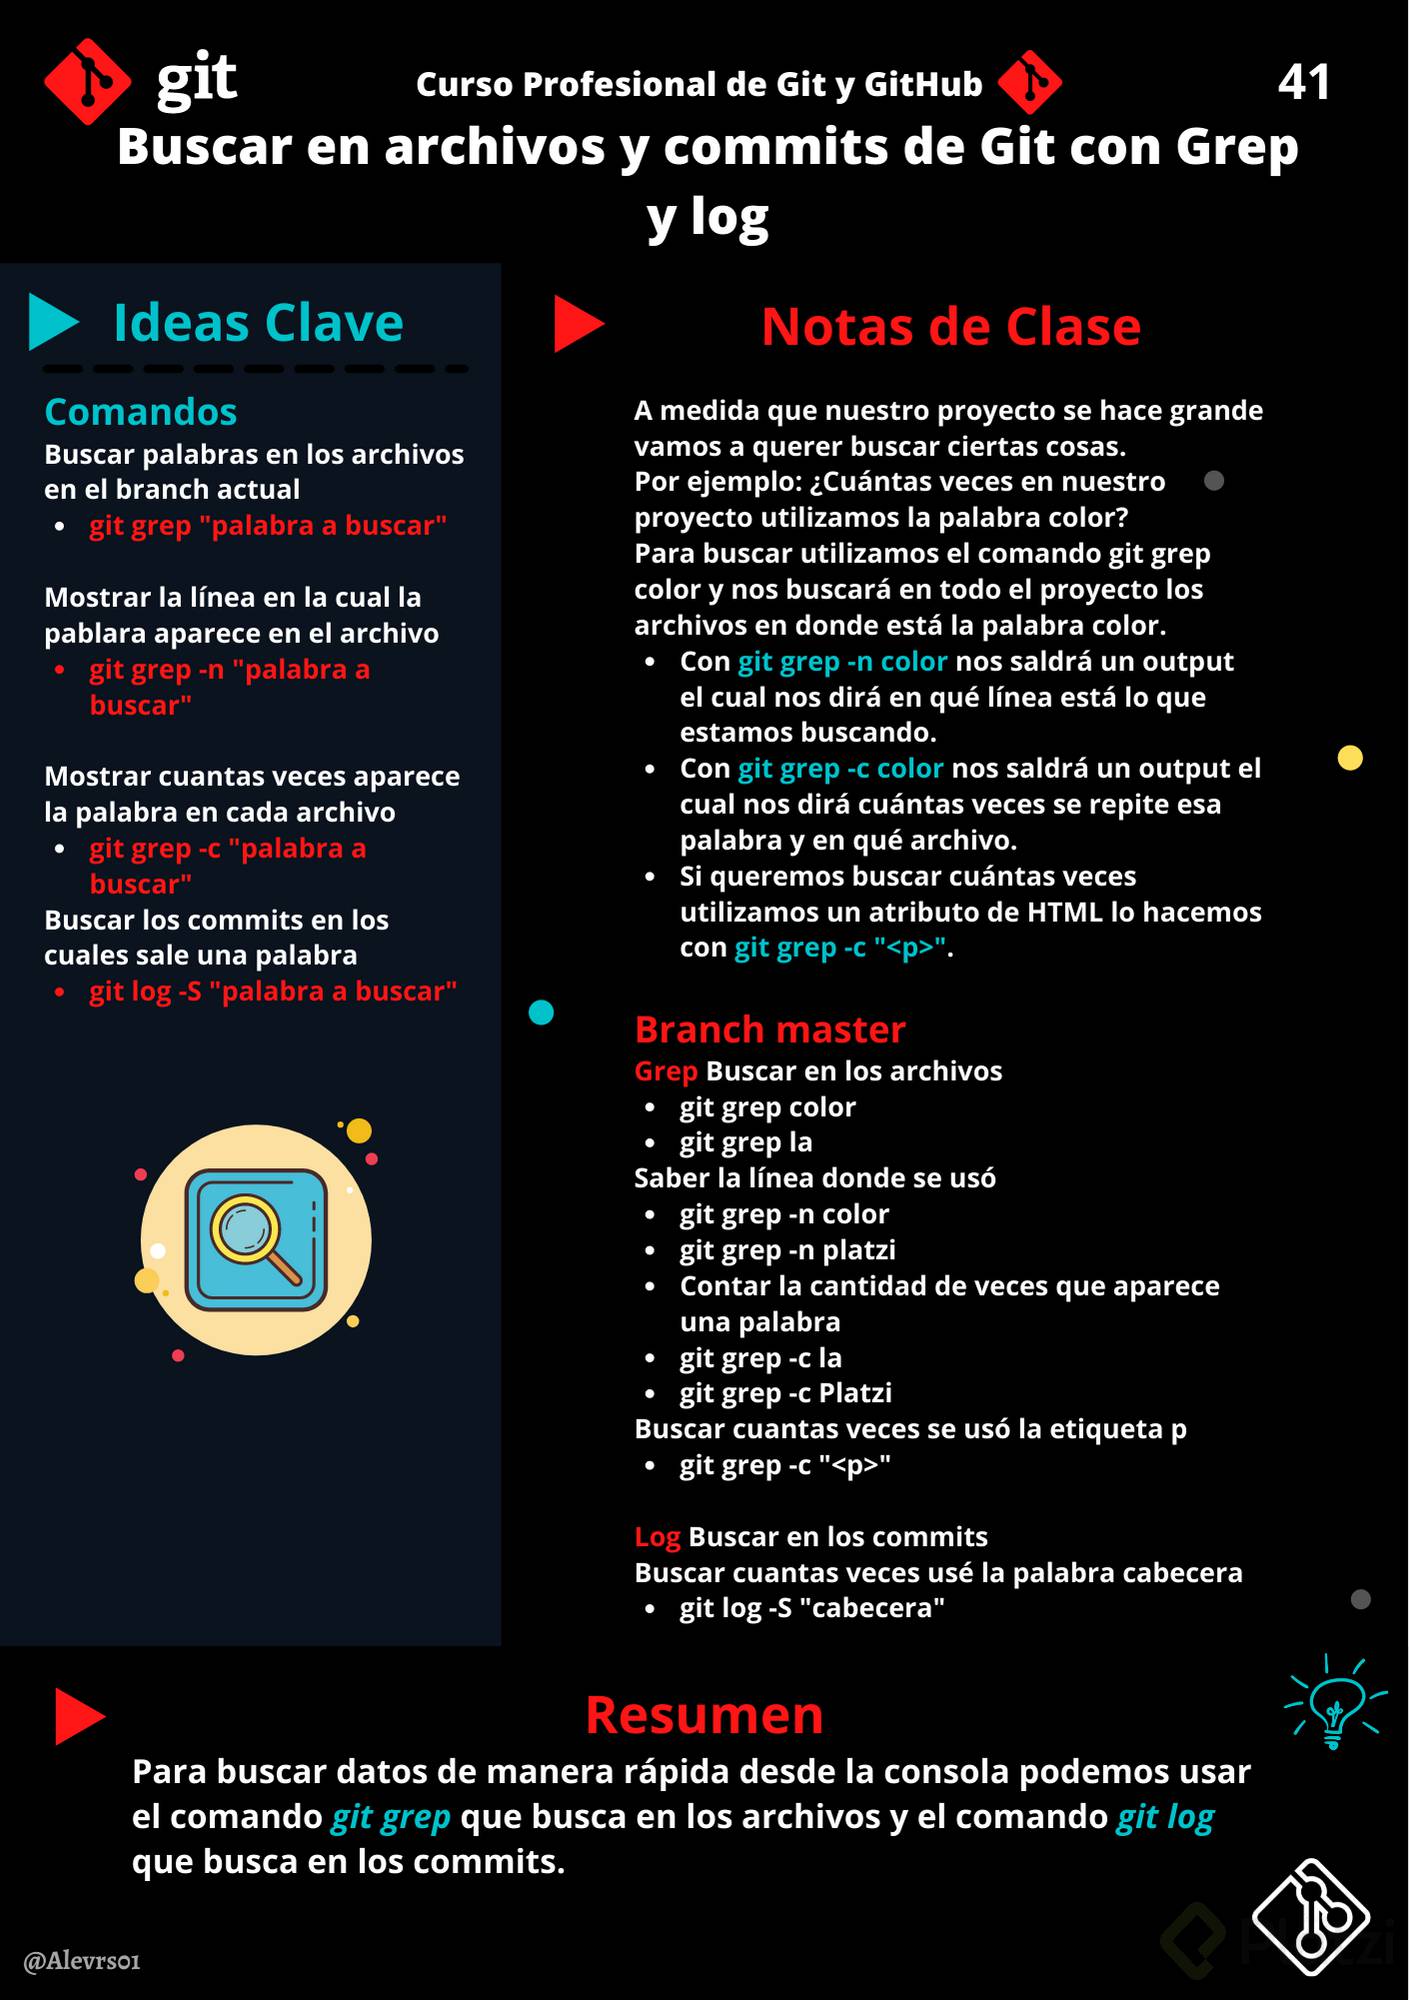 git
Curso Profesional de Git y GitHub
41
Buscar en archivos y commits de Git con Grep
y log
Ideas Clave
Comandos
Buscar palabras en los archivos
en el branch actual
• git grep "palabra a buscar"
Mostrar la línea en la cual la
pablara aparece en el archivo
• git grep -n "palabra a
buscar"
Mostrar cuantas veces aparece
la palabra en cada archivo
• git grep -c "palabra a
buscar"
Buscar los commits en los
cuales sale una palabra
• git log -S "palabra a buscar"
Notas de Clase
A medida que nuestro proyecto se hace grande
vamos a querer buscar ciertas cosas.
Por ejemplo: ¿Cuántas veces en nuestro
proyecto utilizamos la palabra color?
Para buscar utilizamos el comando git grep
color y nos buscará en todo el proyecto los
archivos en donde está la palabra color.
• Con git grep -n color nos saldrá un output
el cual nos dirá en qué línea está lo que
estamos buscando.
• Con git grep -c color nos saldrá un output el
cual nos dirá cuántas veces se repite esa
palabra y en qué archivo.
• Si queremos buscar cuántas veces
utilizamos un atributo de HTML lo hacemos
con git grep -c "<p>".
Branch master
Grep Buscar en los archivos
• git grep color
• git grep la
Saber la línea donde se usó
• git grep -n color
• git grep -n platzi
• Contar la cantidad de veces que aparece
una palabra
• git grep -c la
• git grep -c Platzi
Buscar cuantas veces se usó la etiqueta p
• git grep -c "<p>"
Log Buscar en los commits
Buscar cuantas veces usé la palabra cabecera
• git log -S "cabecera"
Resumen
Para buscar datos de manera rápida desde la consola podemos usar
el comando git grep que busca en los archivos y el comando git log
que busca en los commits.
@Alevrs01